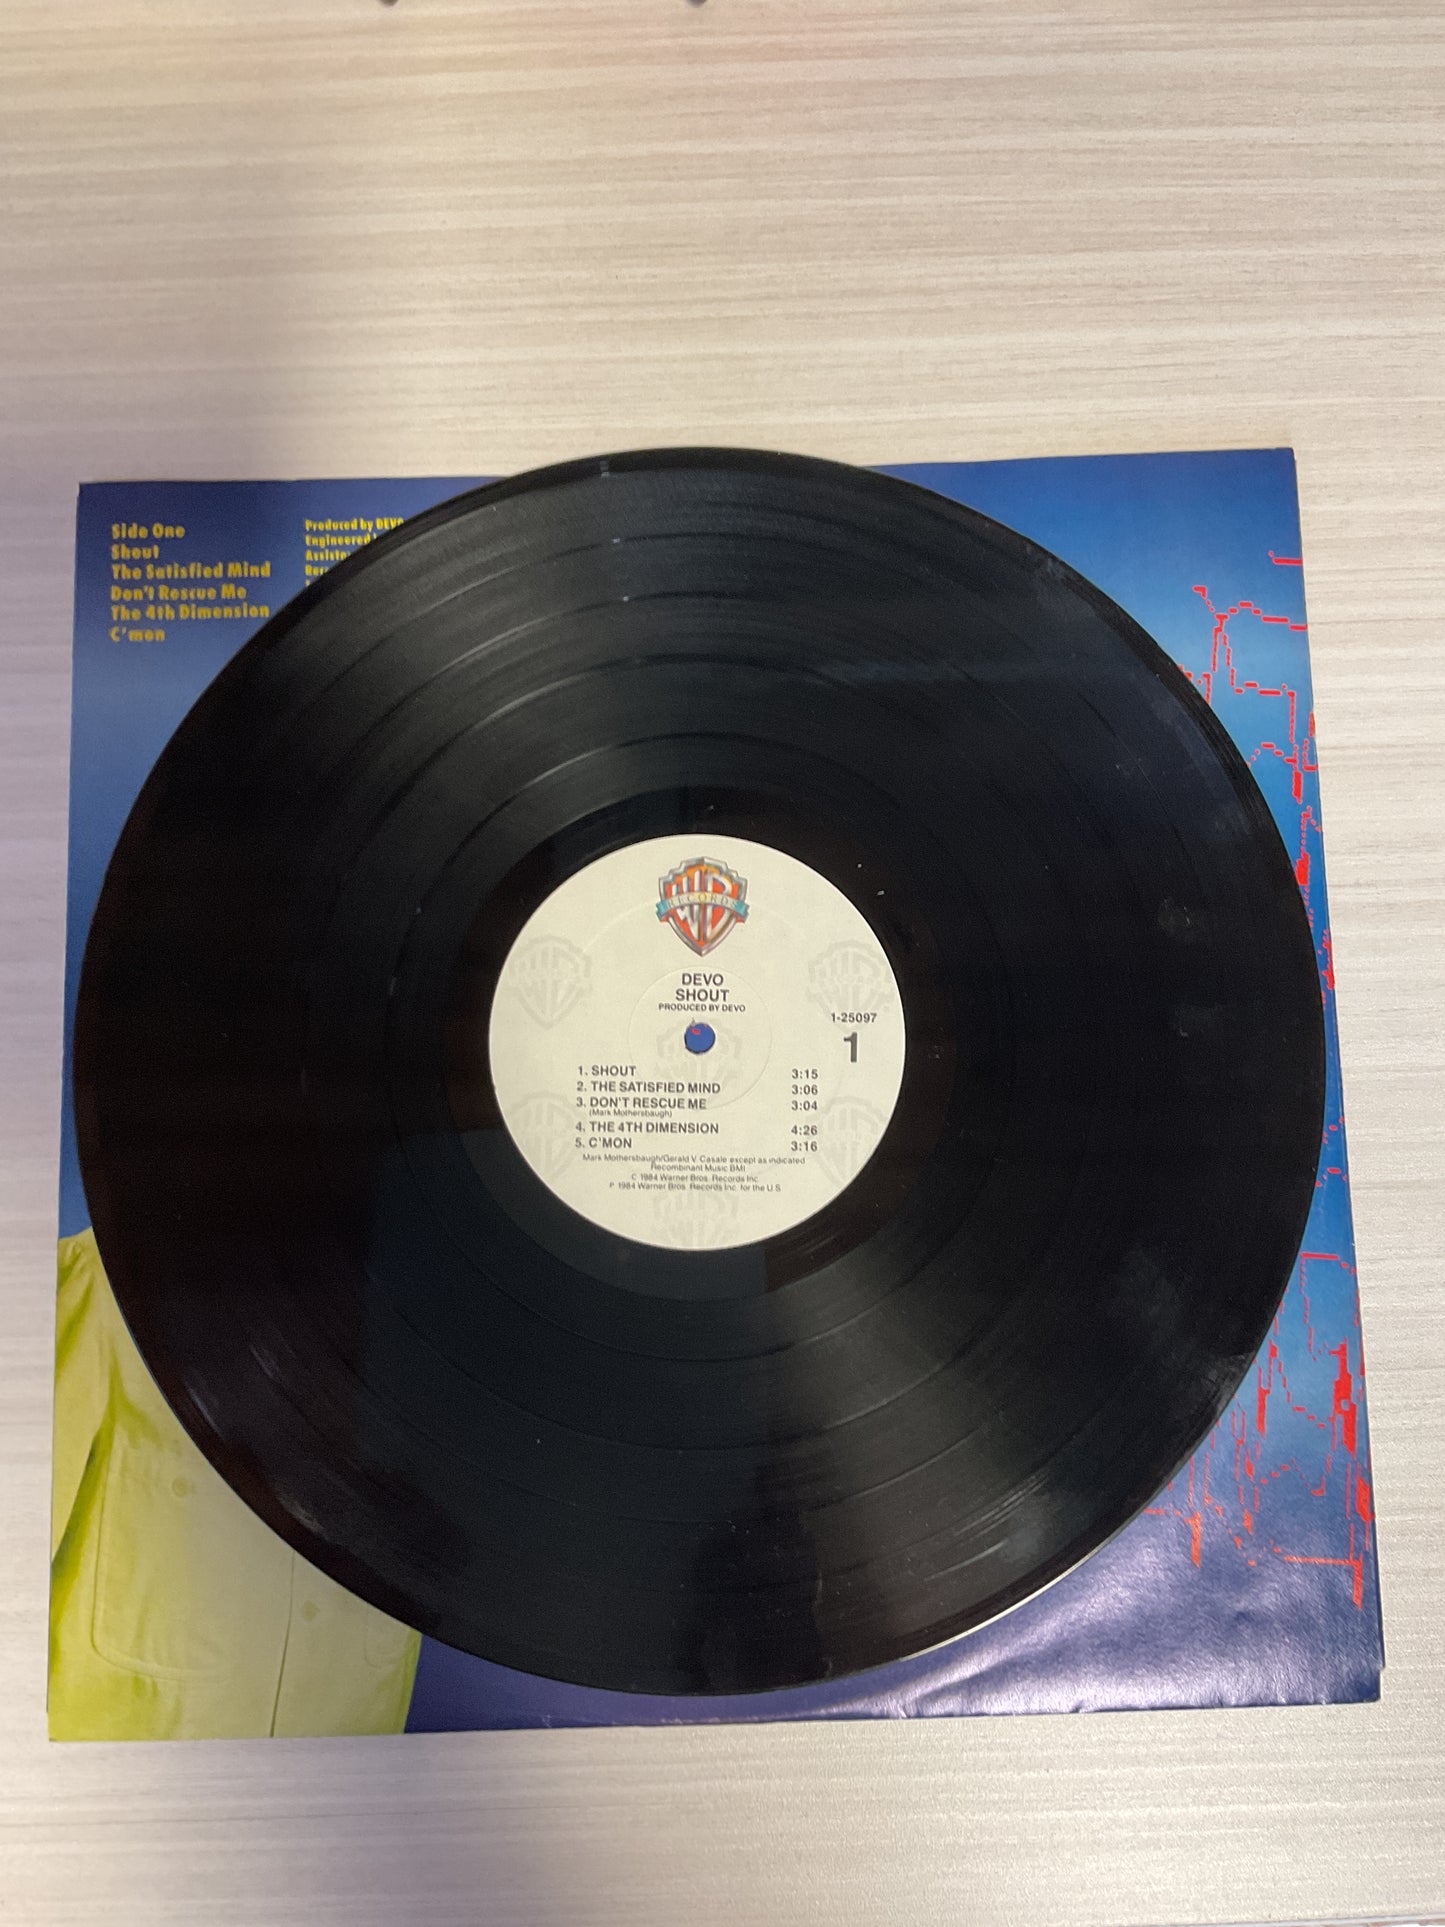 Side One
Shout
The Satisfied Mind
Don't Rescue Me
The 4th Dimension
C'mon
Produced by DEVO
Engineered
RECORDS
DEVO
SHOUT
PRODUCED BY DEVO
1-25097
1
1. SHOUT 3:15
2. THE SATISFIED MIND 3:06
3. DON'T RESCUE ME 3:04
(Mark Mothersbaugh)
4. THE 4TH DIMENSION 4:26
5. C'MON 3:16
Mark Mothersbaugh/Gerald V. Casale except as indicated
Recombinant Music BMI
© 1984 Warner Bros. Records Inc.
℗ 1984 Warner Bros. Records Inc. for the U.S.